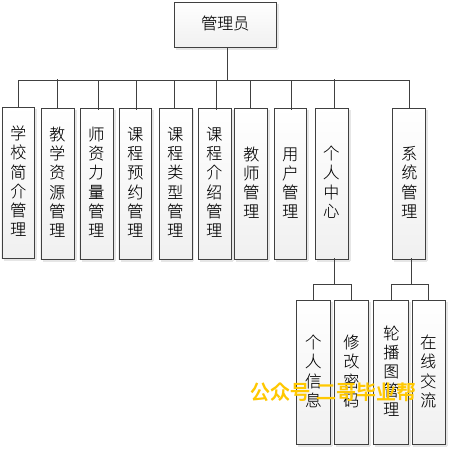 管理员
学校简介管理
教学资源管理
师资力量管理
课程预约管理
课程类型管理
课程介绍管理
教师管理
用户管理
个人中心
系统管理
个人信息
修改密码
轮播图管理
在线交流
公众号:二哥毕业帮